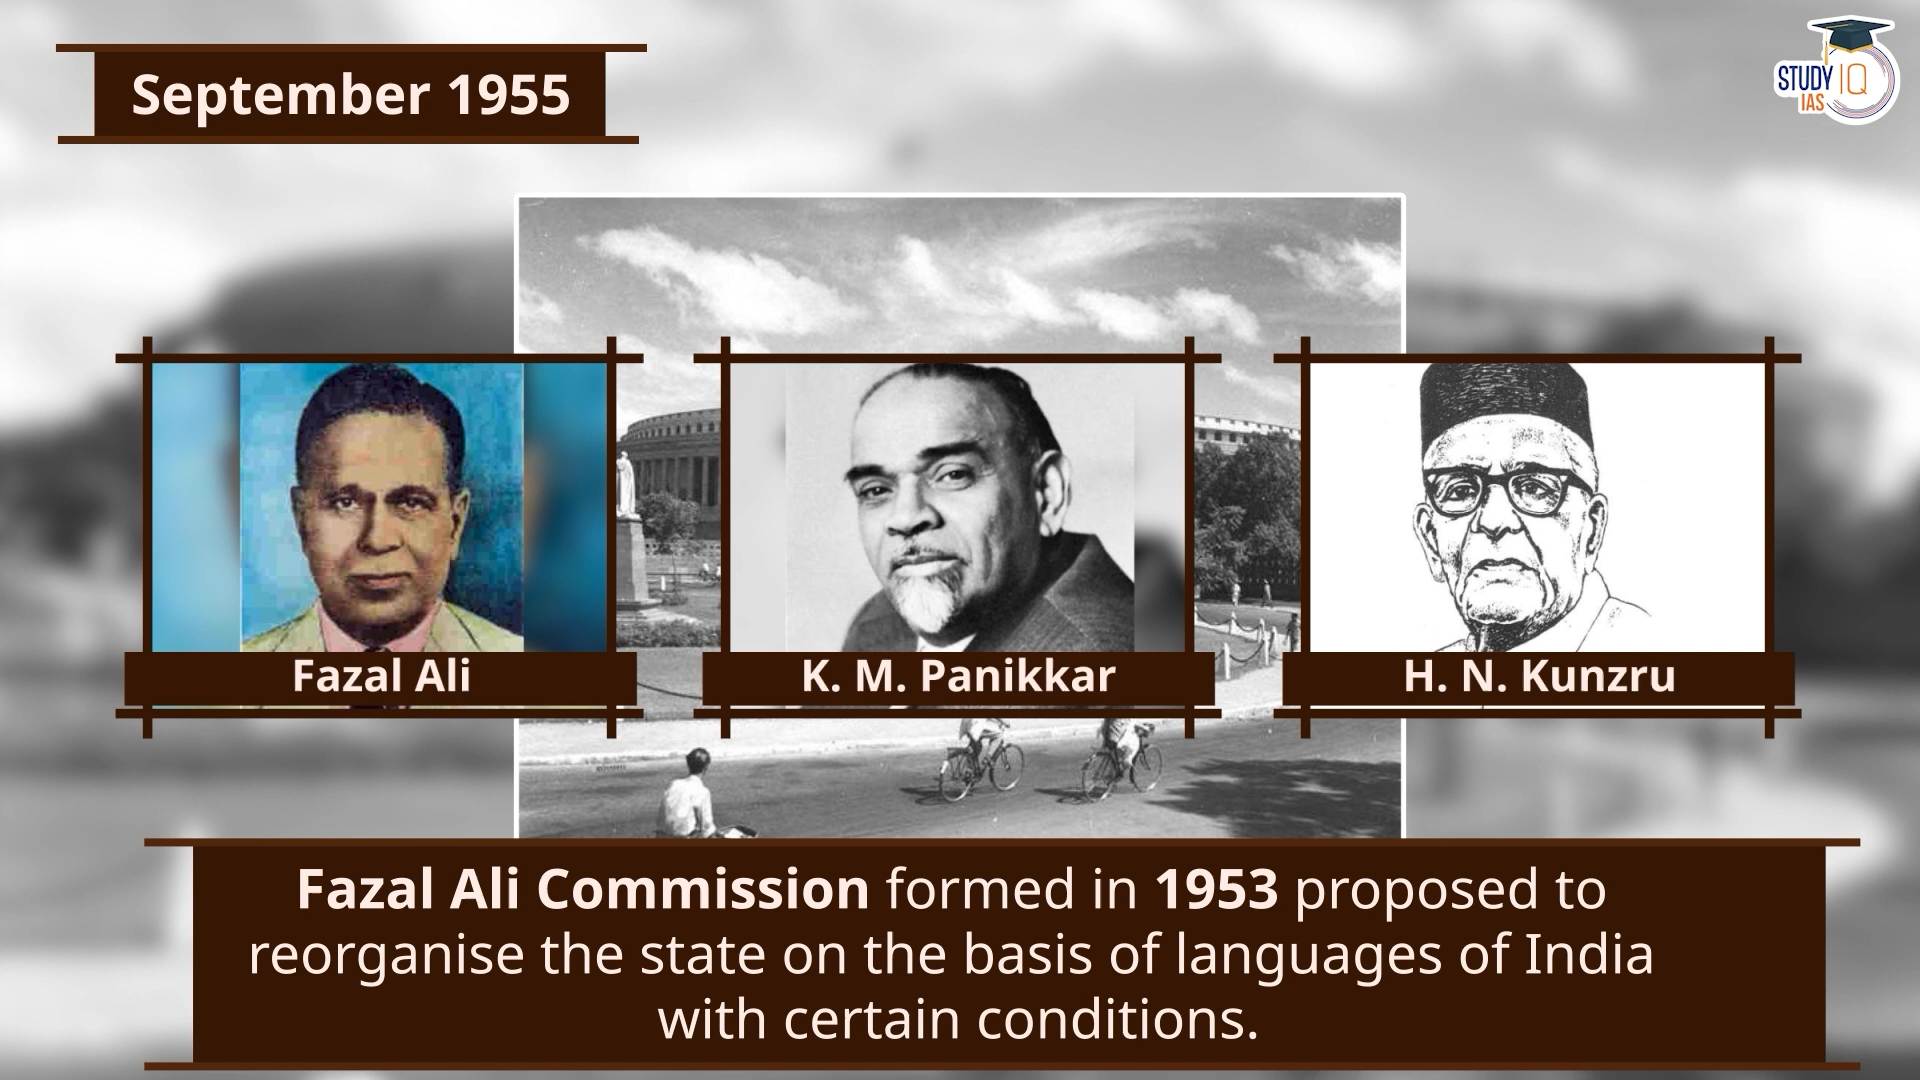 September 1955
STUDY IQ
IAS
Fazal Ali
K. M. Panikkar
H. N. Kunzru
Fazal Ali Commission formed in 1953 proposed to
reorganise the state on the basis of languages of India
with certain conditions.